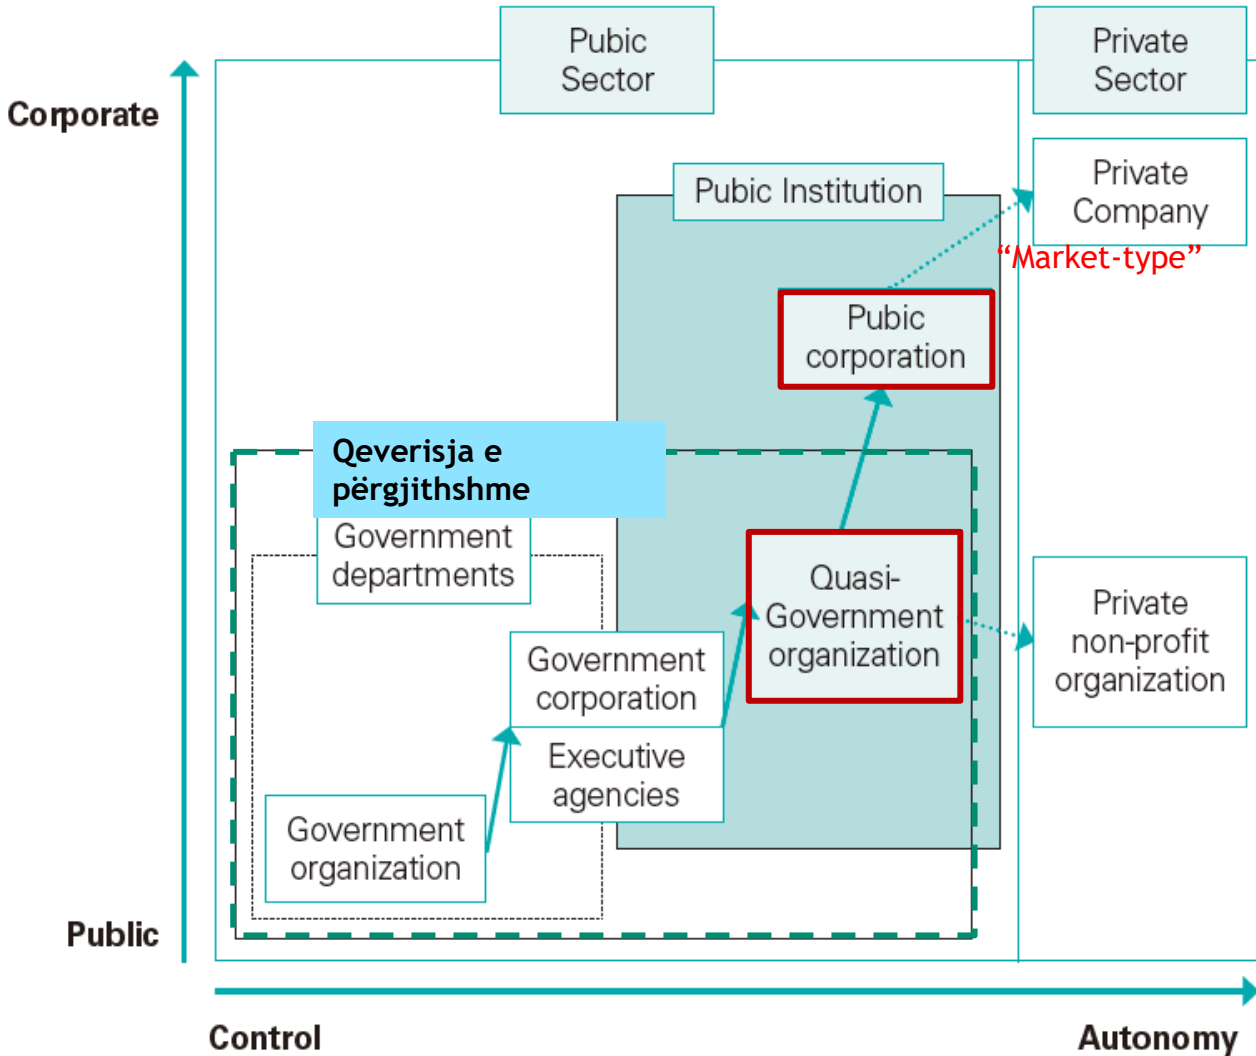 Pubic
Sector
Private
Sector
Corporate
Pubic Institution
Private
Company
“Market-type”
Pubic
corporation
Qeverisja e
përgjithshme
Government
departments
Quasi-
Government
organization
Private
non-profit
organization
Government
corporation
Executive
agencies
Government
organization
Public
Control
Autonomy